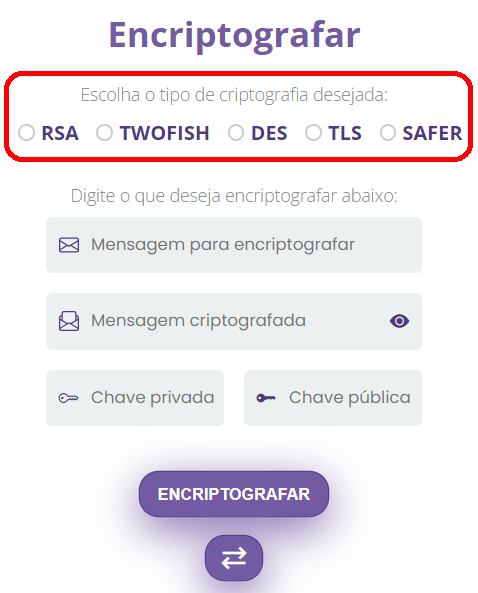 Encriptografar
Escolha o tipo de criptografia desejada:
RSA TWOFISH DES TLS SAFER
Digite o que deseja encriptografar abaixo:
Mensagem para encriptografar
Mensagem criptografada
Chave privada Chave pública
ENCRIPTOGRAFAR